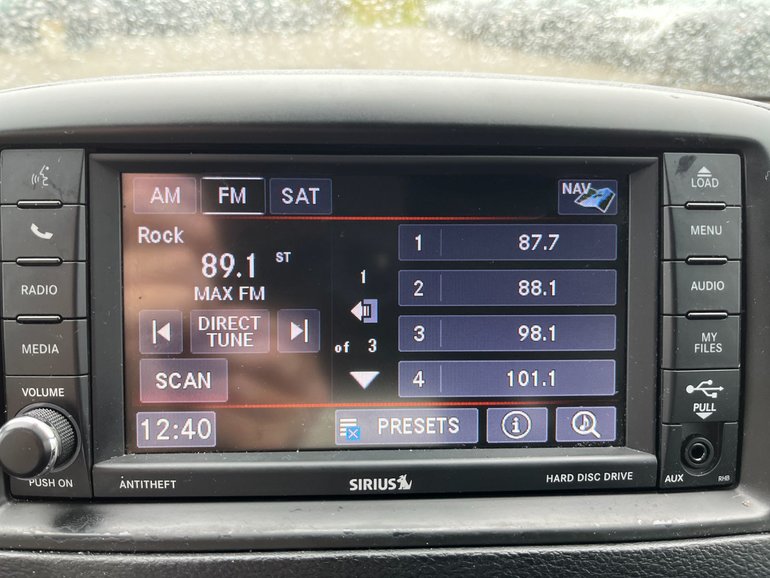 AM FM SAT NAV
Rock
89.1 ST
MAX FM
DIRECT
TUNE
SCAN
12:40
1
of 3
1 87.7
2 88.1
3 98.1
4 101.1
PRESETS
i
RADIO
MEDIA
VOLUME
PUSH ON
LOAD
MENU
AUDIO
MY
FILES
PULL
AUX RHB
ANTITHEFT
SIRIUS
HARD DISC DRIVE